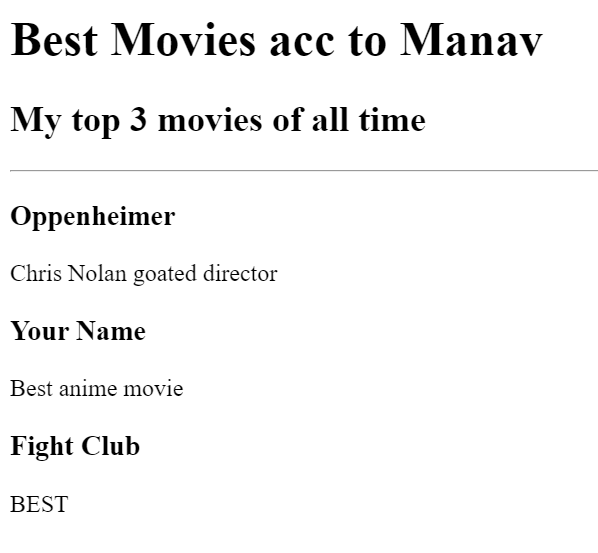 Best Movies acc to Manav
My top 3 movies of all time
Oppenheimer
Chris Nolan goated director
Your Name
Best anime movie
Fight Club
BEST